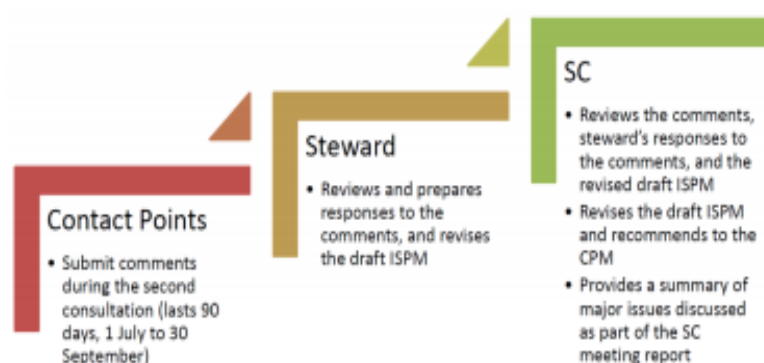 Contact Points
• Submit comments
during the second
consultation (lasts 90
days, 1 July to 30
September)
Steward
• Reviews and prepares
responses to the
comments, and revises
the draft ISPM
SC
• Reviews the comments,
steward's responses to
the comments, and the
revised draft ISPM
• Revises the draft ISPM
and recommends to the
CPM
• Provides a summary of
major issues discussed
as part of the SC
meeting report